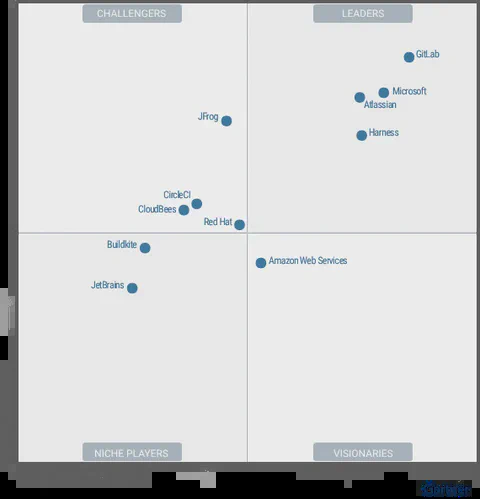 CHALLENGERS
LEADERS
GitLab
Microsoft
Atlassian
JFrog
Harness
CircleCI
CloudBees
Red Hat
Buildkite
Amazon Web Services
JetBrains
NICHE PLAYERS
VISIONARIES